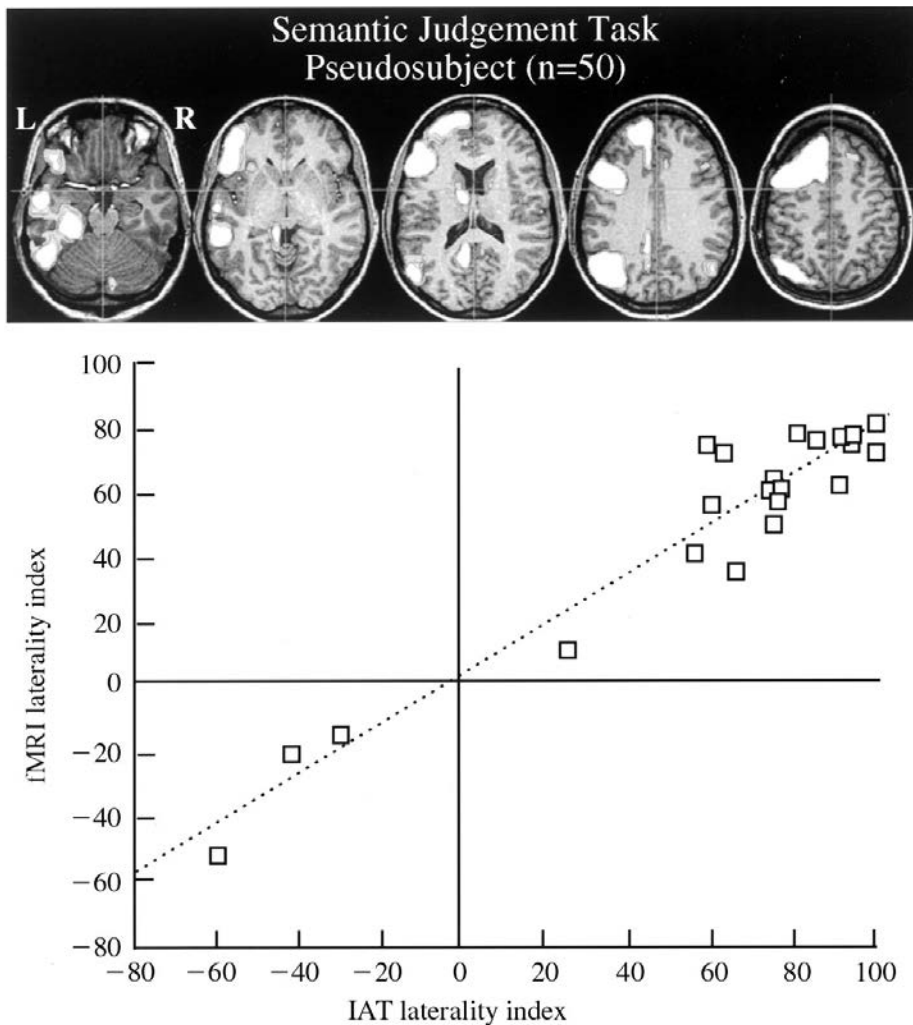 Semantic Judgement Task
Pseudosubject (n=50)
L R
100
80
60
40
20
0
−20
−40
−60
−80
fMRI laterality index
−80 −60 −40 −20 0 20 40 60 80 100
IAT laterality index